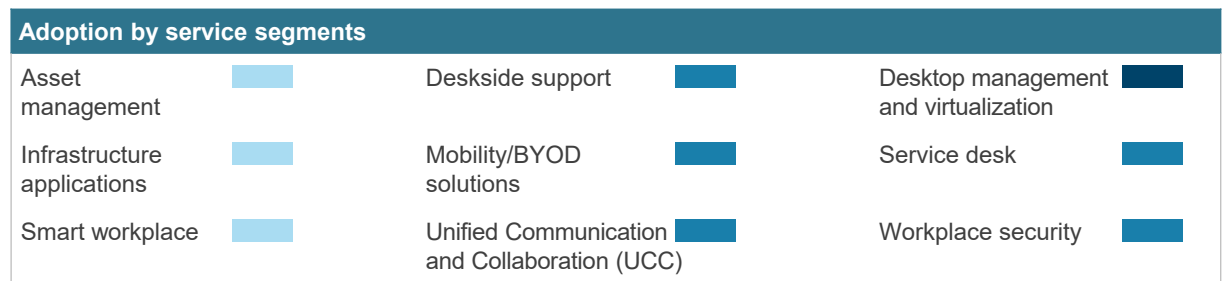 Adoption by service segments
Asset
management
Deskside support
Desktop management
and virtualization
Infrastructure
applications
Mobility/BYOD
solutions
Service desk
Smart workplace
Unified Communication
and Collaboration (UCC)
Workplace security